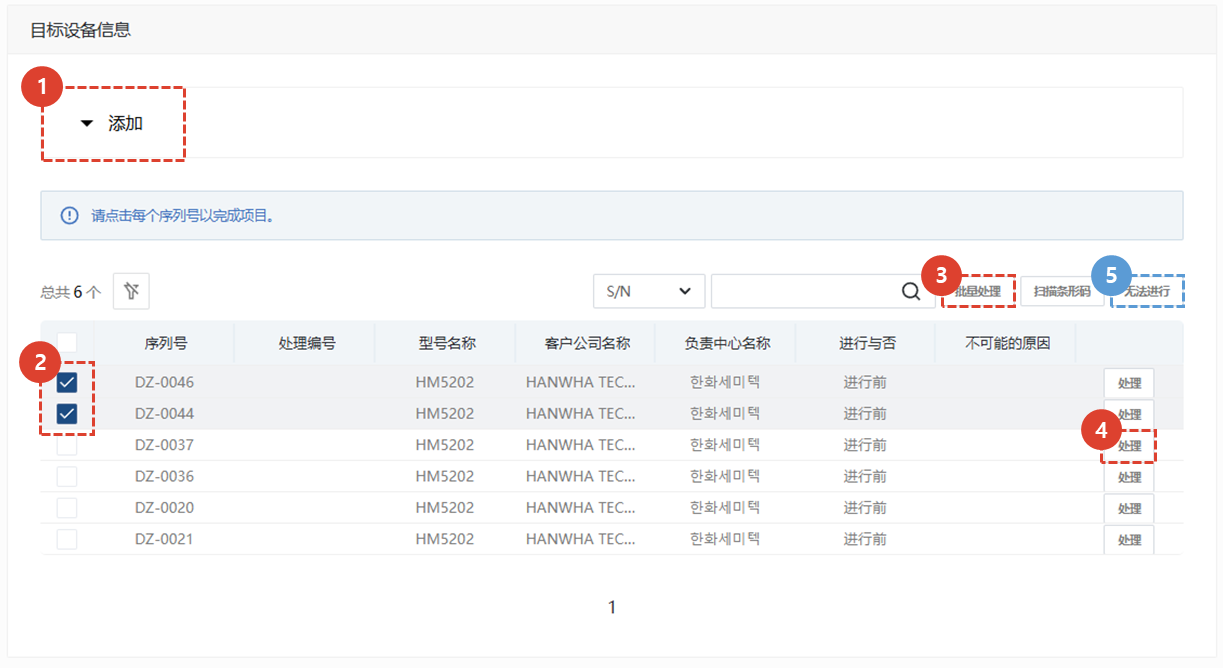 目标设备信息
1
添加
请点击每个序列号以完成项目。
总共 6 个 S/N 3 批量处理 扫描条形码 5 无法进行
序列号 处理编号 型号名称 客户公司名称 负责中心名称 进行与否 不可能的原因
2
DZ-0046 HM5202 HANWHA TEC... 한화세미텍 进行前 处理
DZ-0044 HM5202 HANWHA TEC... 한화세미텍 进行前 处理
4
DZ-0037 HM5202 HANWHA TEC... 한화세미텍 进行前 处理
DZ-0036 HM5202 HANWHA TEC... 한화세미텍 进行前 处理
DZ-0020 HM5202 HANWHA TEC... 한화세미텍 进行前 处理
DZ-0021 HM5202 HANWHA TEC... 한화세미텍 进行前 处理
1